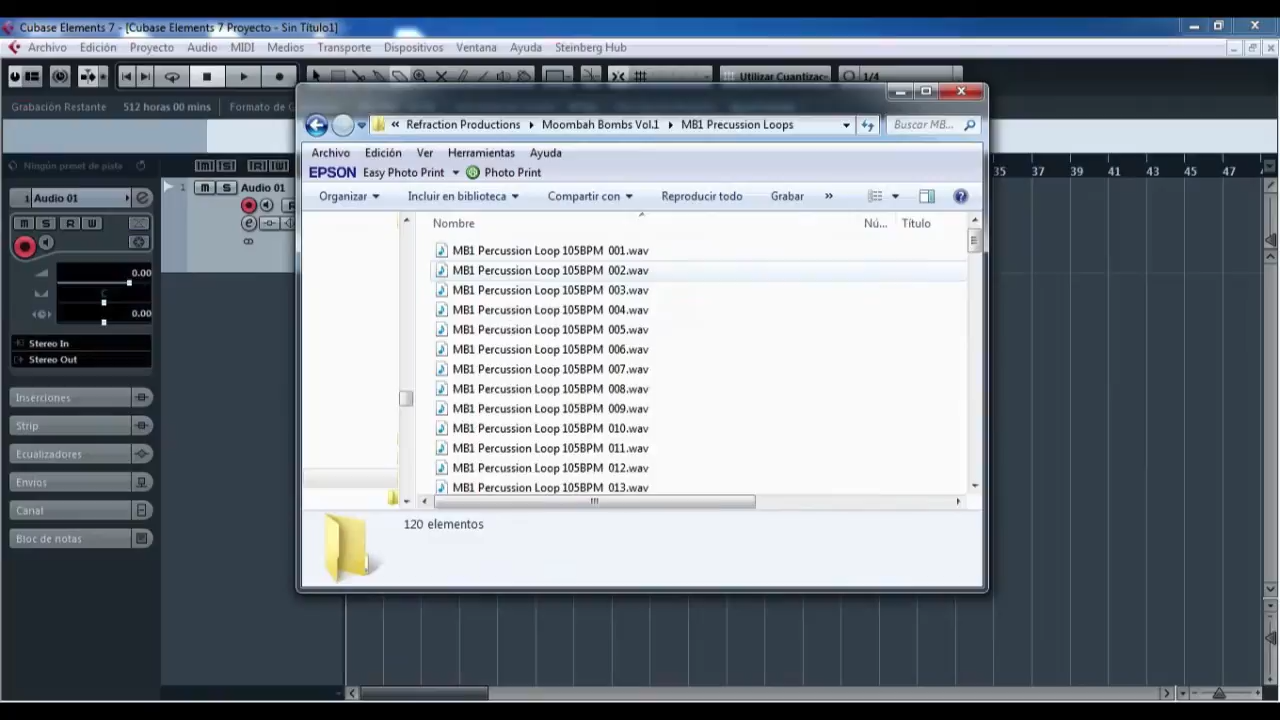 Cubase Elements 7 - [Cubase Elements 7 Proyecto - Sin Título1]
Archivo Edición Proyecto Audio MIDI Medios Transporte Dispositivos Ventana Ayuda Steinberg Hub
Utilizar Cuantizac 1/4
Grabación Restante 512 horas 00 mins Formato de G
« Refraction Productions Moombah Bombs Vol.1 MB1 Precussion Loops Buscar MB...
Archivo Edición Ver Herramientas Ayuda
EPSON Easy Photo Print Photo Print
Organizar Incluir en biblioteca Compartir con Reproducir todo Grabar »
Nombre Nú... Título
MB1 Percussion Loop 105BPM 001.wav
MB1 Percussion Loop 105BPM 002.wav
MB1 Percussion Loop 105BPM 003.wav
MB1 Percussion Loop 105BPM 004.wav
MB1 Percussion Loop 105BPM 005.wav
MB1 Percussion Loop 105BPM 006.wav
MB1 Percussion Loop 105BPM 007.wav
MB1 Percussion Loop 105BPM 008.wav
MB1 Percussion Loop 105BPM 009.wav
MB1 Percussion Loop 105BPM 010.wav
MB1 Percussion Loop 105BPM 011.wav
MB1 Percussion Loop 105BPM 012.wav
MB1 Percussion Loop 105BPM 013.wav
120 elementos
Ningún preset de pista
1 Audio 01
M S R W
0.00
C
0.00
Stereo In
Stereo Out
Inserciones
Strip
Ecualizadores
Envíos
Canal
Bloc de notas
M S R W
1 M S Audio 01
R
e
35 37 39 41 43 45 47